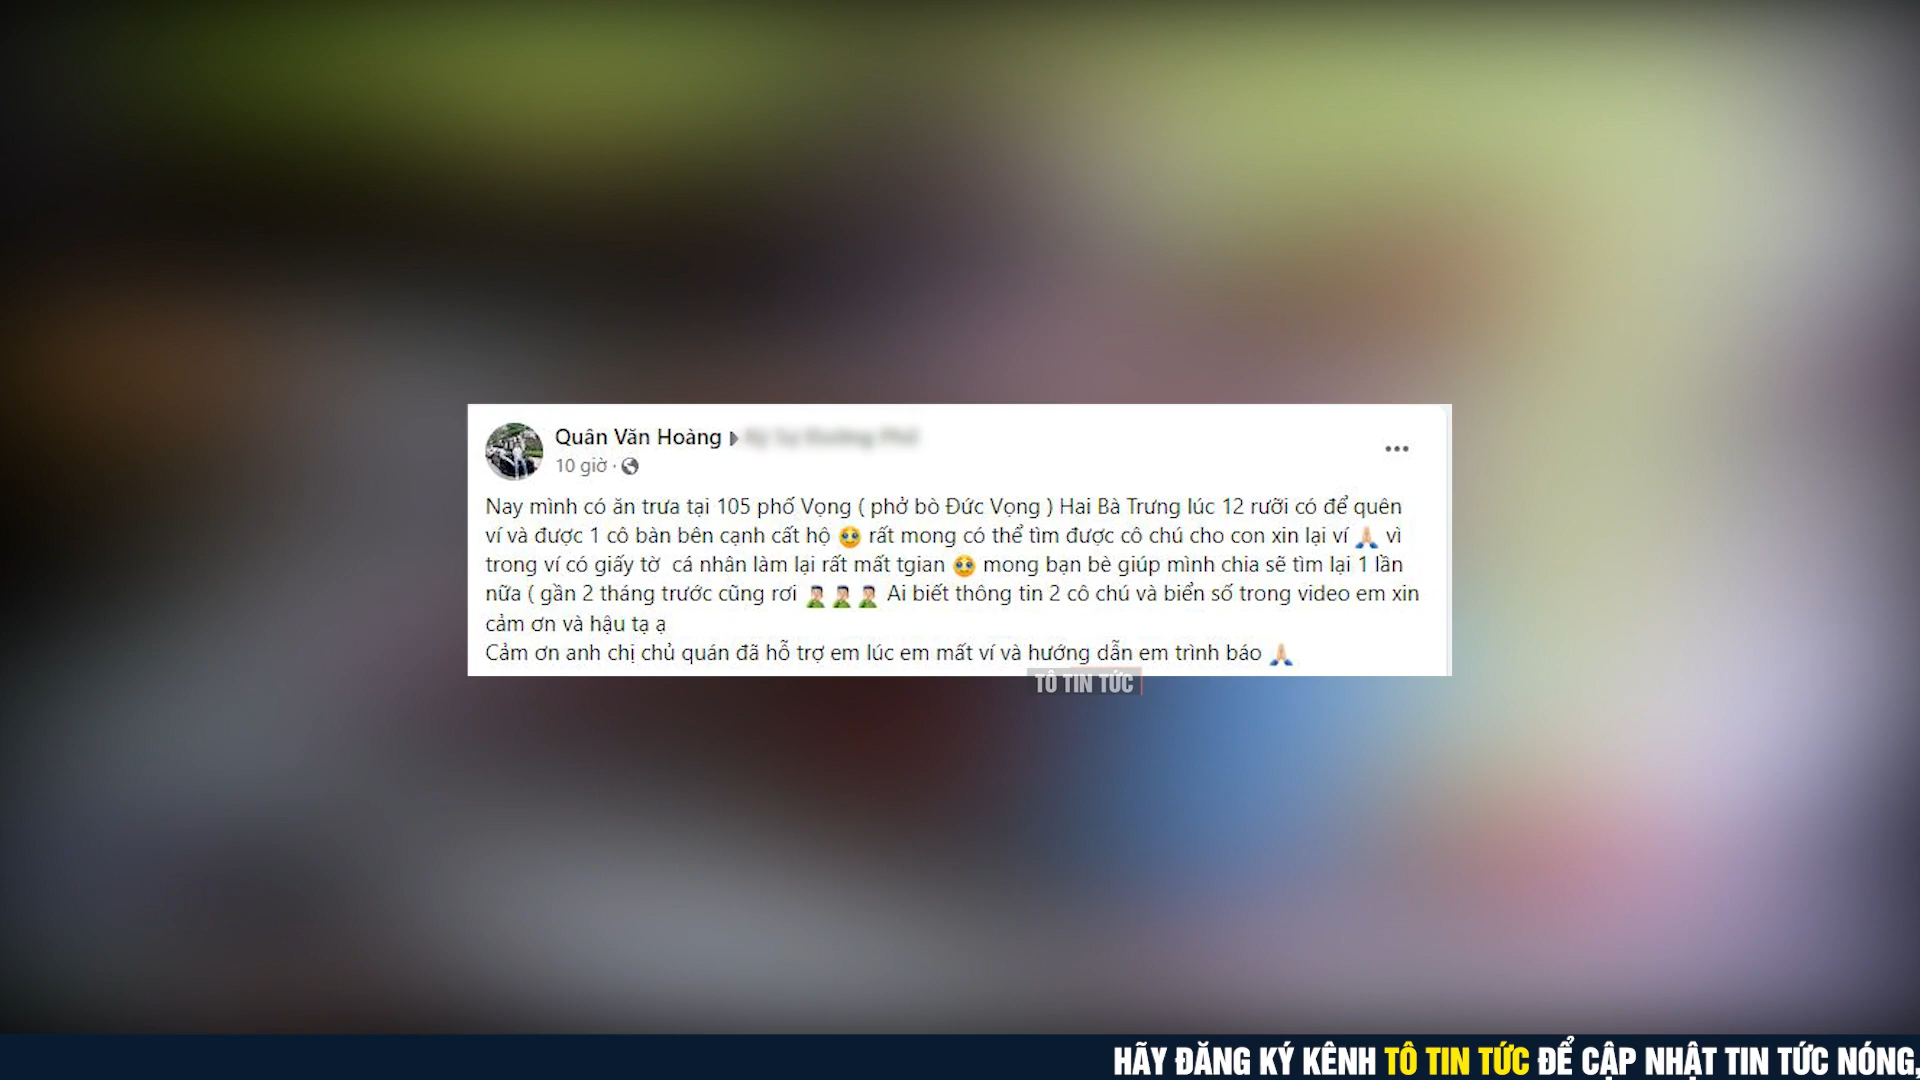 Quân Văn Hoàng
10 giờ ·
Nay mình có ăn trưa tại 105 phố Vọng ( phở bò Đức Vọng ) Hai Bà Trưng lúc 12 rưỡi có để quên
ví và được 1 cô bàn bên cạnh cất hộ 🥹 rất mong có thể tìm được cô chú cho con xin lại ví 🙏🏻 vì
trong ví có giấy tờ cá nhân làm lại rất mất tgian 🥹 mong bạn bè giúp mình chia sẽ tìm lại 1 lần
nữa ( gần 2 tháng trước cũng rơi 🤦🏻‍♂️🤦🏻‍♂️🤦🏻‍♂️ Ai biết thông tin 2 cô chú và biển số trong video em xin
cảm ơn và hậu tạ ạ
Cảm ơn anh chị chủ quán đã hỗ trợ em lúc em mất ví và hướng dẫn em trình báo 🙏🏻
TÔ TIN TỨC
HÃY ĐĂNG KÝ KÊNH TÔ TIN TỨC ĐỂ CẬP NHẬT TIN TỨC NÓNG,